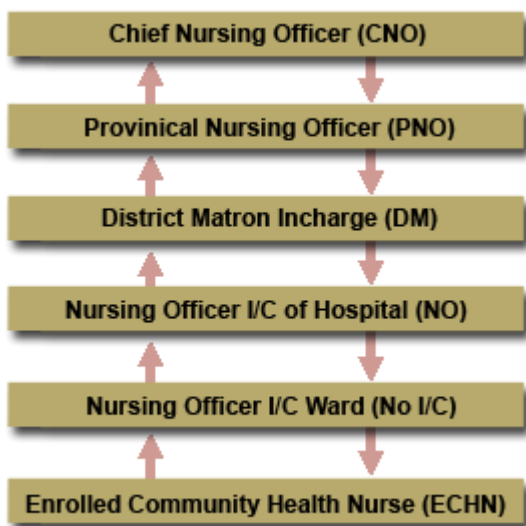 Chief Nursing Officer (CNO)
Provinical Nursing Officer (PNO)
District Matron Incharge (DM)
Nursing Officer I/C of Hospital (NO)
Nursing Officer I/C Ward (No I/C)
Enrolled Community Health Nurse (ECHN)